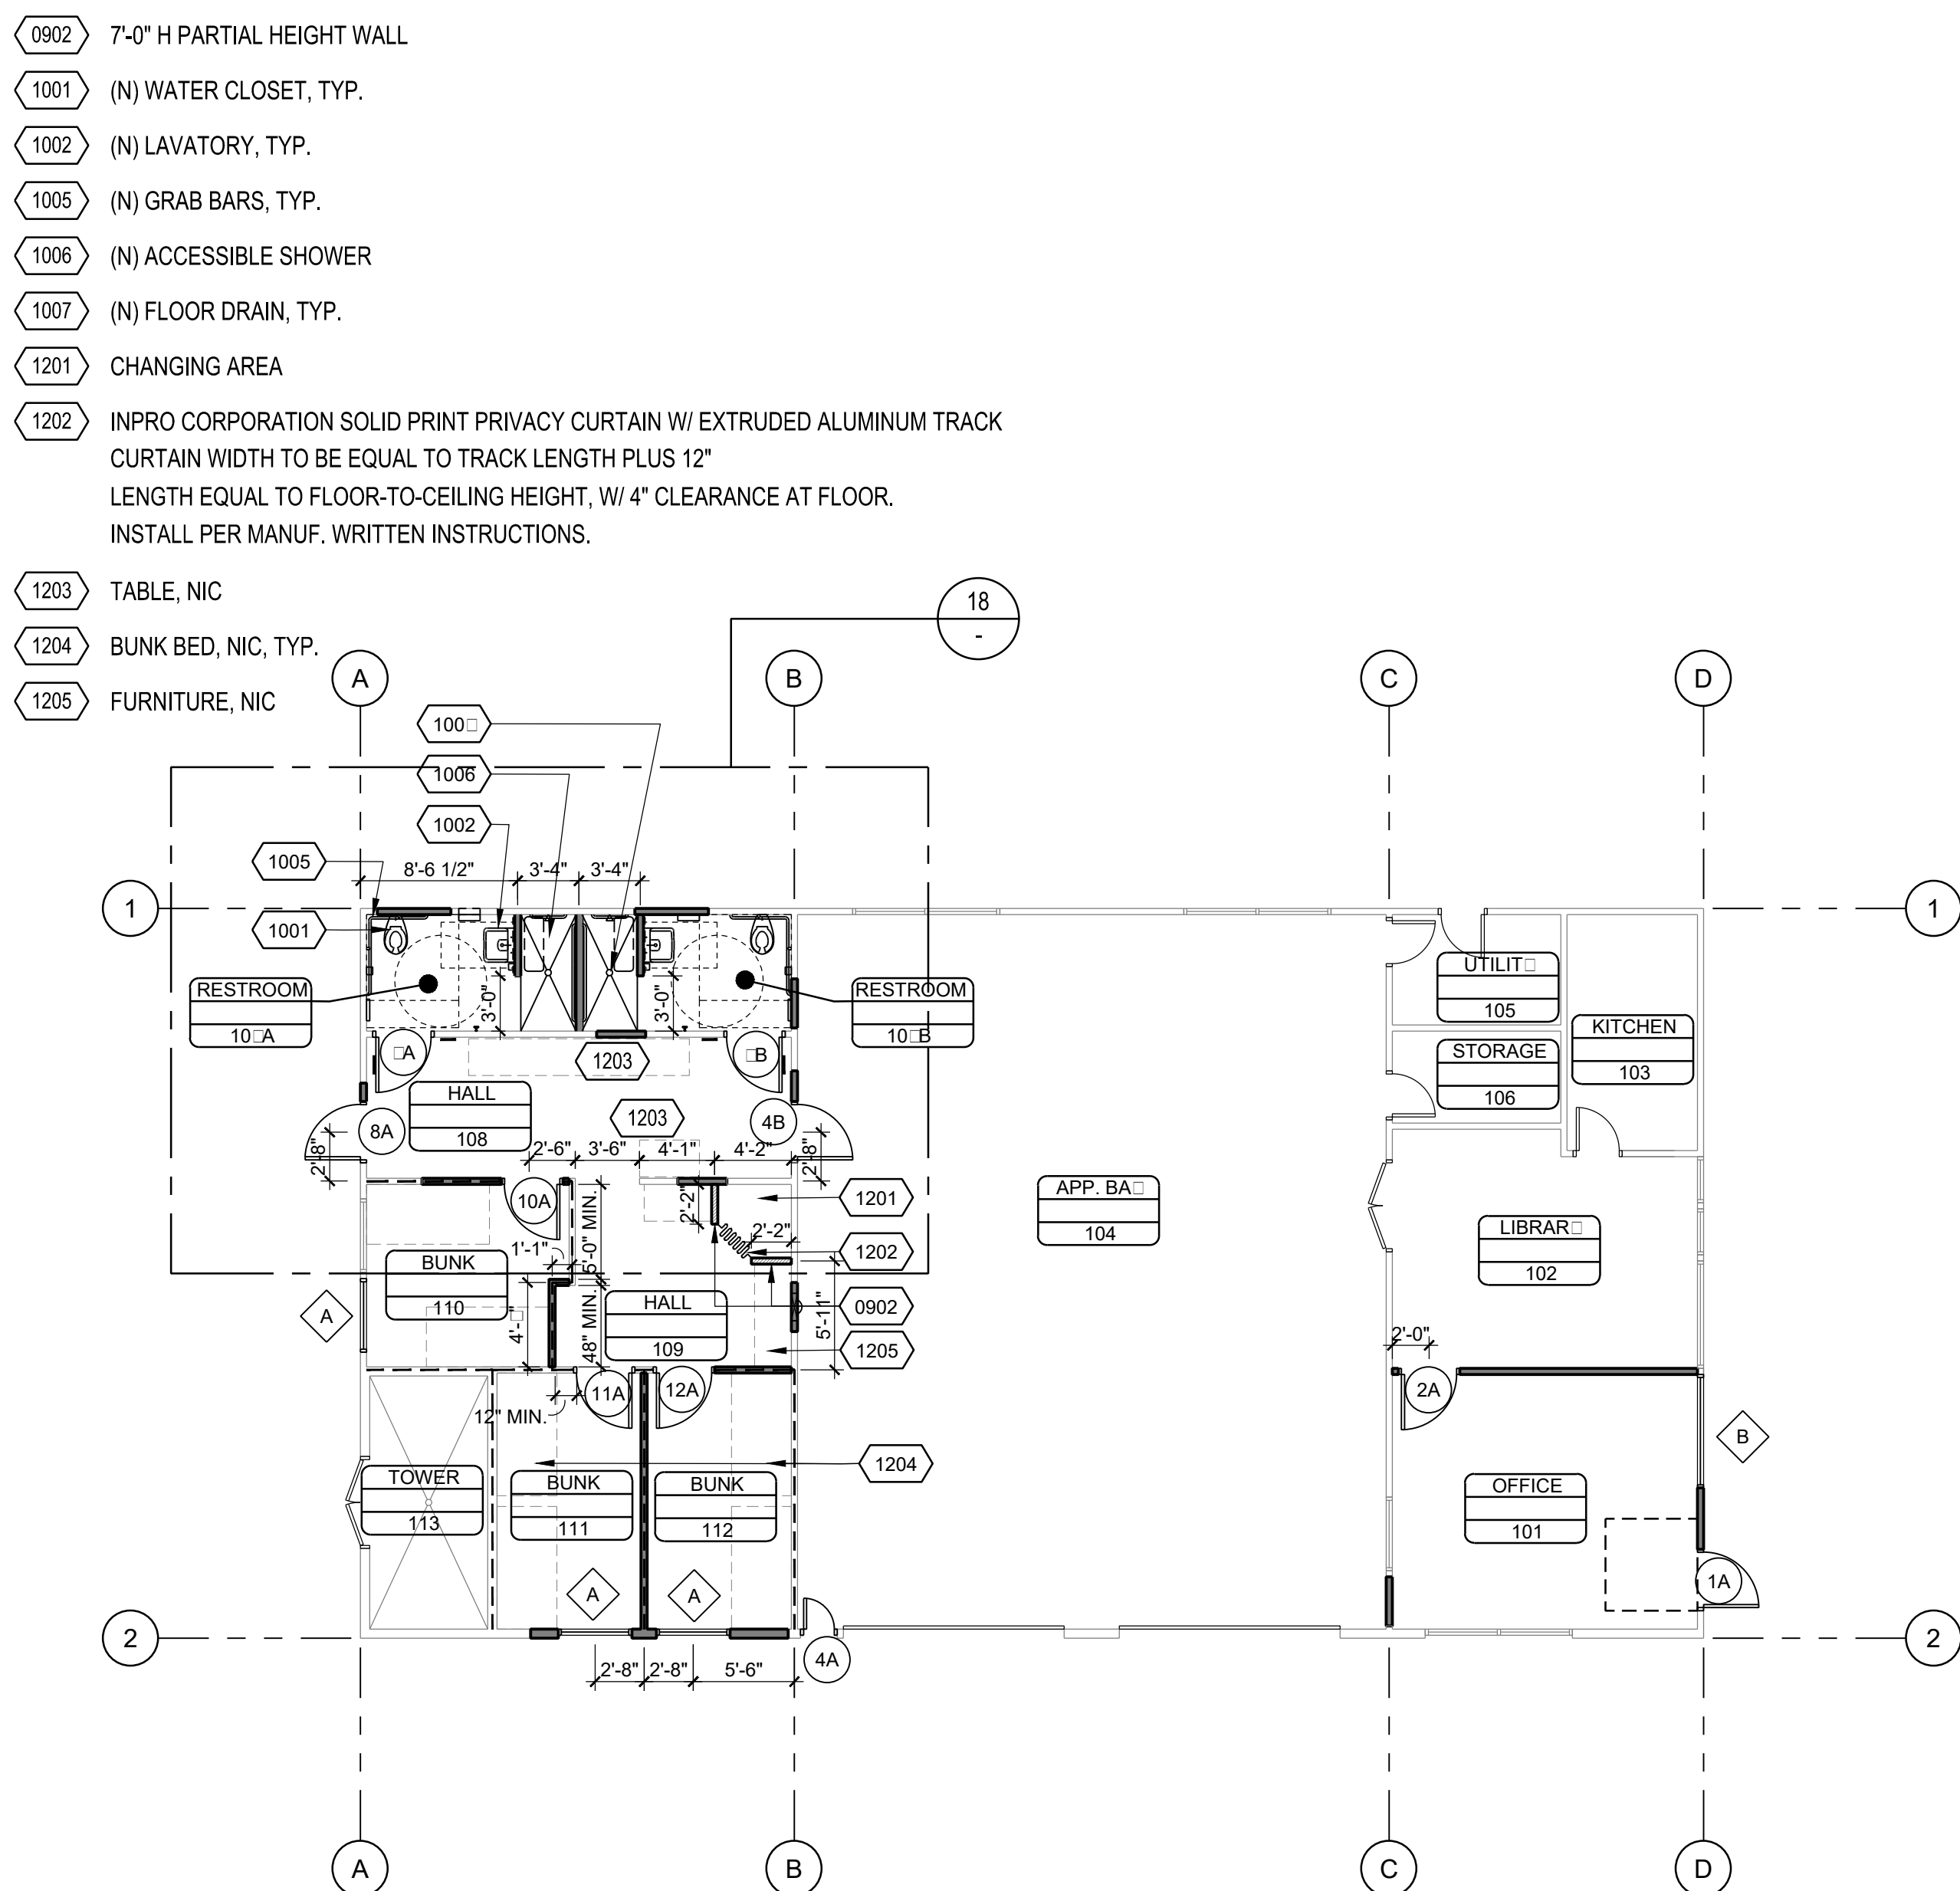 0902 7'-0" H PARTIAL HEIGHT WALL
1001 (N) WATER CLOSET, TYP.
1002 (N) LAVATORY, TYP.
1005 (N) GRAB BARS, TYP.
1006 (N) ACCESSIBLE SHOWER
1007 (N) FLOOR DRAIN, TYP.
1201 CHANGING AREA
1202 INPRO CORPORATION SOLID PRINT PRIVACY CURTAIN W/ EXTRUDED ALUMINUM TRACK
CURTAIN WIDTH TO BE EQUAL TO TRACK LENGTH PLUS 12"
LENGTH EQUAL TO FLOOR-TO-CEILING HEIGHT, W/ 4" CLEARANCE AT FLOOR.
INSTALL PER MANUF. WRITTEN INSTRUCTIONS.
1203 TABLE, NIC
1204 BUNK BED, NIC, TYP.
1205 FURNITURE, NIC
18
-
A
B
C
D
100□
1006
1002
1005
8'-6 1/2"
3'-4"
3'-4"
1
1
1001
RESTROOM
10□A
3'-0"
3'-0"
RESTROOM
10□B
UTILIT□
105
KITCHEN
103
STORAGE
106
□A
1203
□B
HALL
108
1203
8A
4B
2'-8"
2'-6"
3'-6"
4'-1"
4'-2"
2'-8"
10A
5'-0" MIN.
2'-2"
1201
APP. BA□
104
2'-2"
1202
LIBRAR□
102
1'-1"
BUNK
110
A
4'-□"
48" MIN.
HALL
109
0902
5'-11"
1205
2'-0"
11A
12A
2A
12" MIN.
B
1204
TOWER
113
BUNK
111
BUNK
112
OFFICE
101
A
A
1A
2
2
4A
2'-8"
2'-8"
5'-6"
A
B
C
D